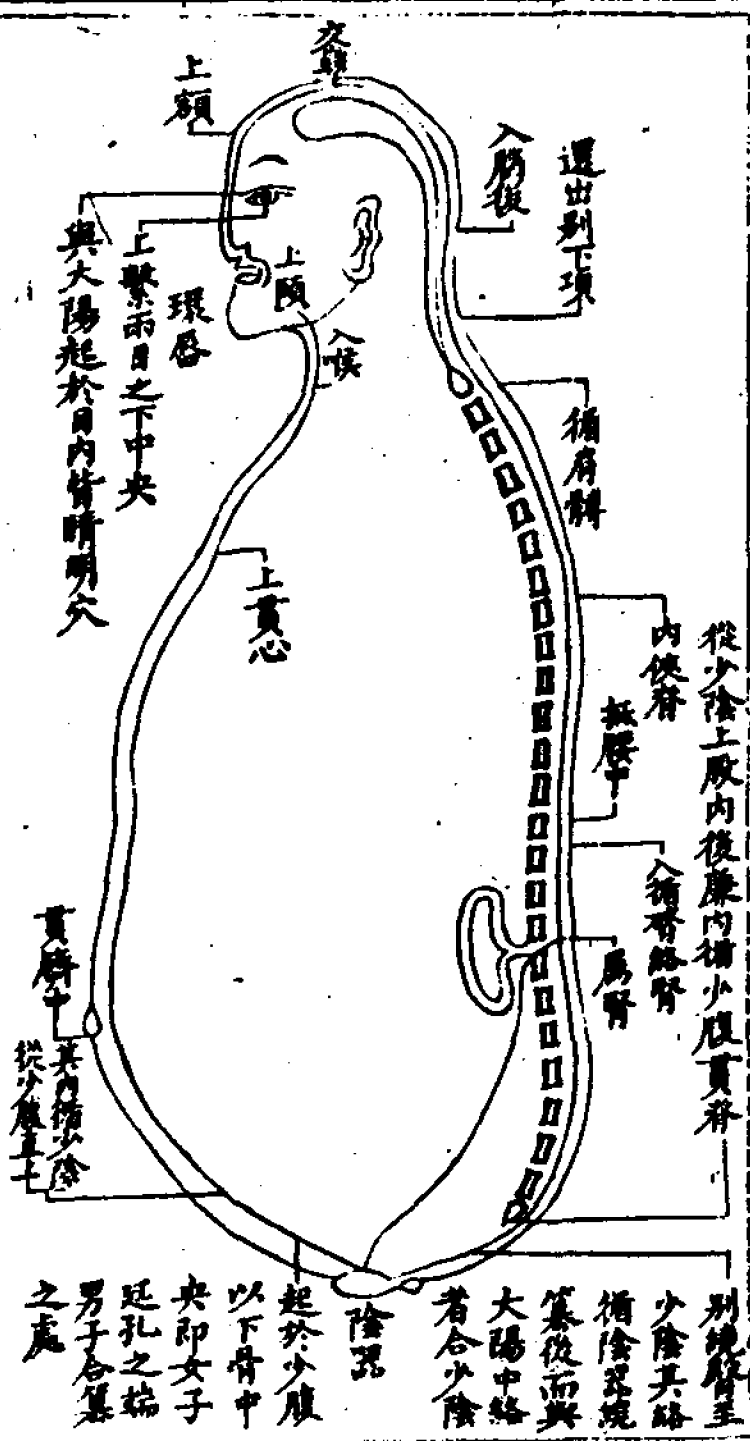 交巔
上額
入腦後
還出別下項
與大陽起於目內眥睛明穴
上繫兩目之下中央
環唇
上頤
入喉
循肩髆
上貫心
內俠脊
從少陰上股內後廉內循少腹貫脊
抵腰中
入循膂絡腎
屬腎
貫臍中
其內循少陰
從少腹直上
別繞臀至
少陰其絡
循陰器繞
篡後而與
大陽中絡
者合少陰
陰器
起於少腹
以下骨中
央即女子
廷孔之端
男子合篡
之處